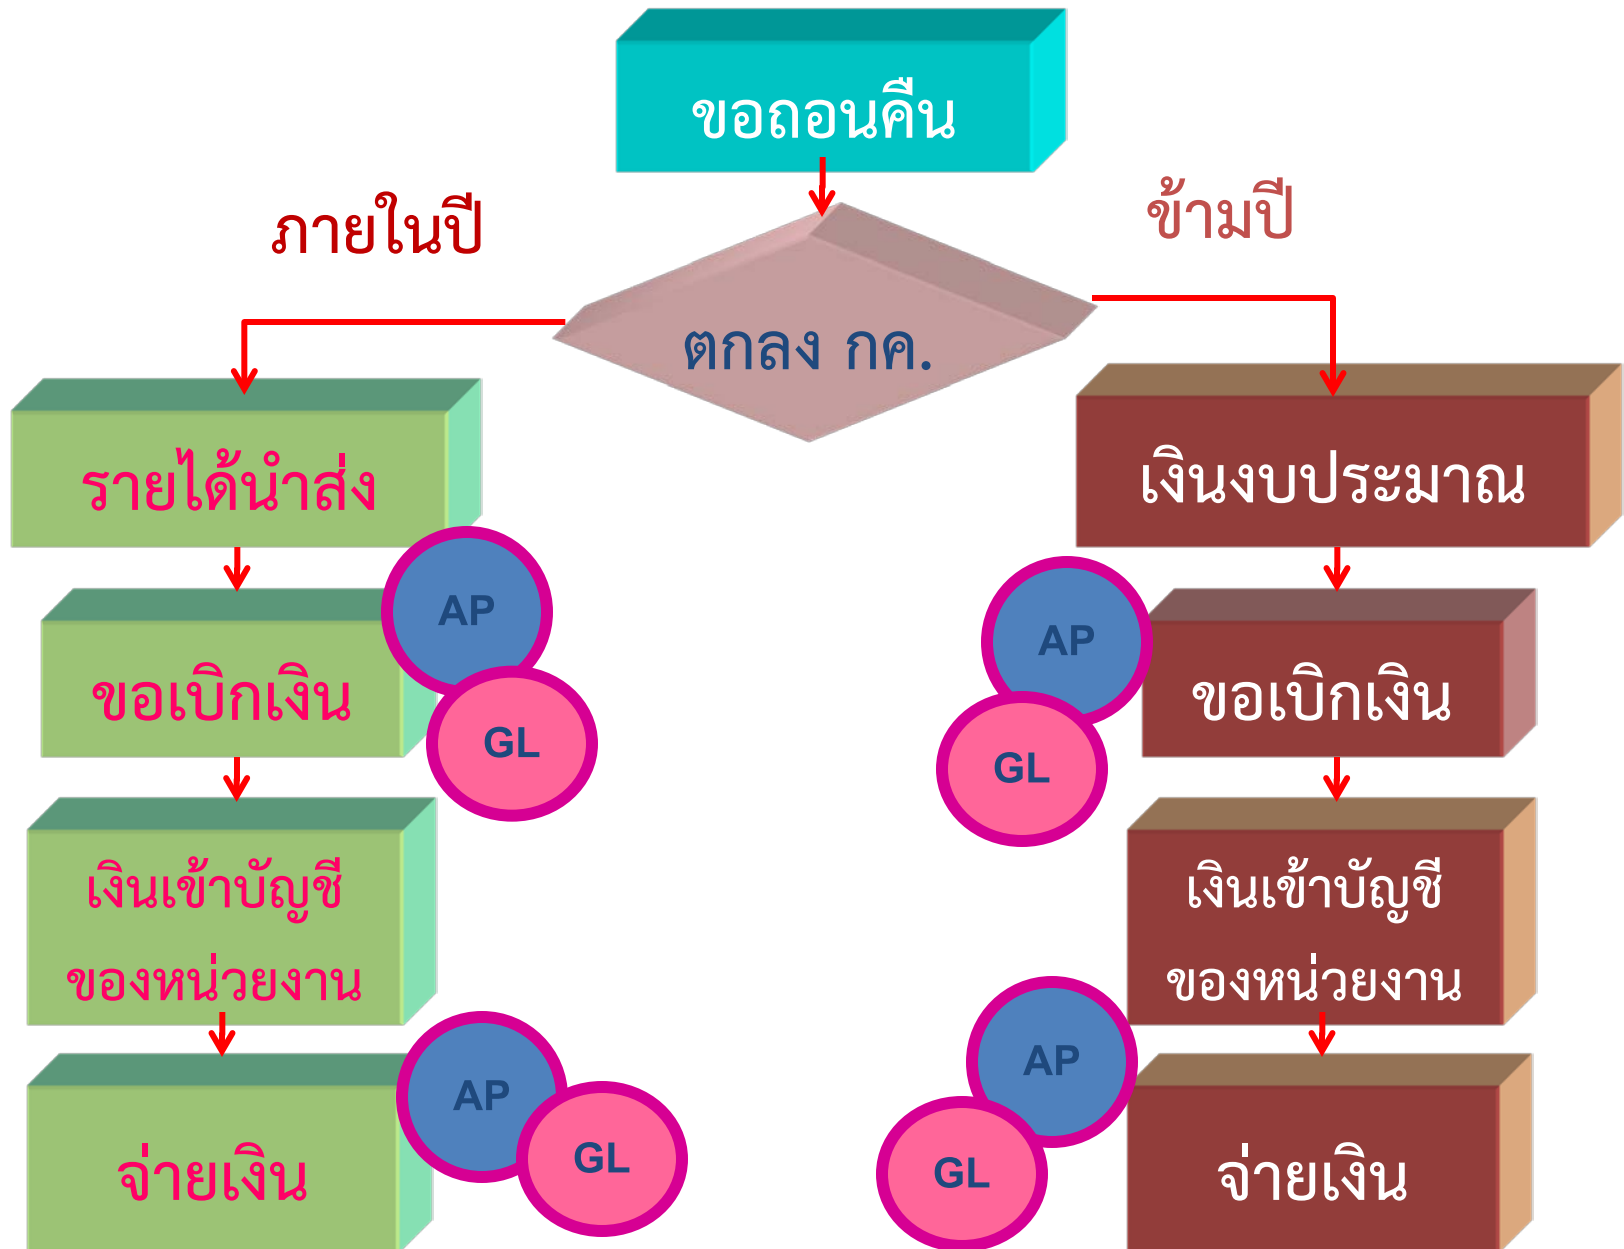 ขอถอนคืน
ภายในปี
ข้ามปี
ตกลง กค.
รายได้นำส่ง
เงินงบประมาณ
AP
AP
ขอเบิกเงิน
ขอเบิกเงิน
GL
GL
เงินเข้าบัญชี
ของหน่วยงาน
เงินเข้าบัญชี
ของหน่วยงาน
AP
AP
จ่ายเงิน
GL
GL
จ่ายเงิน